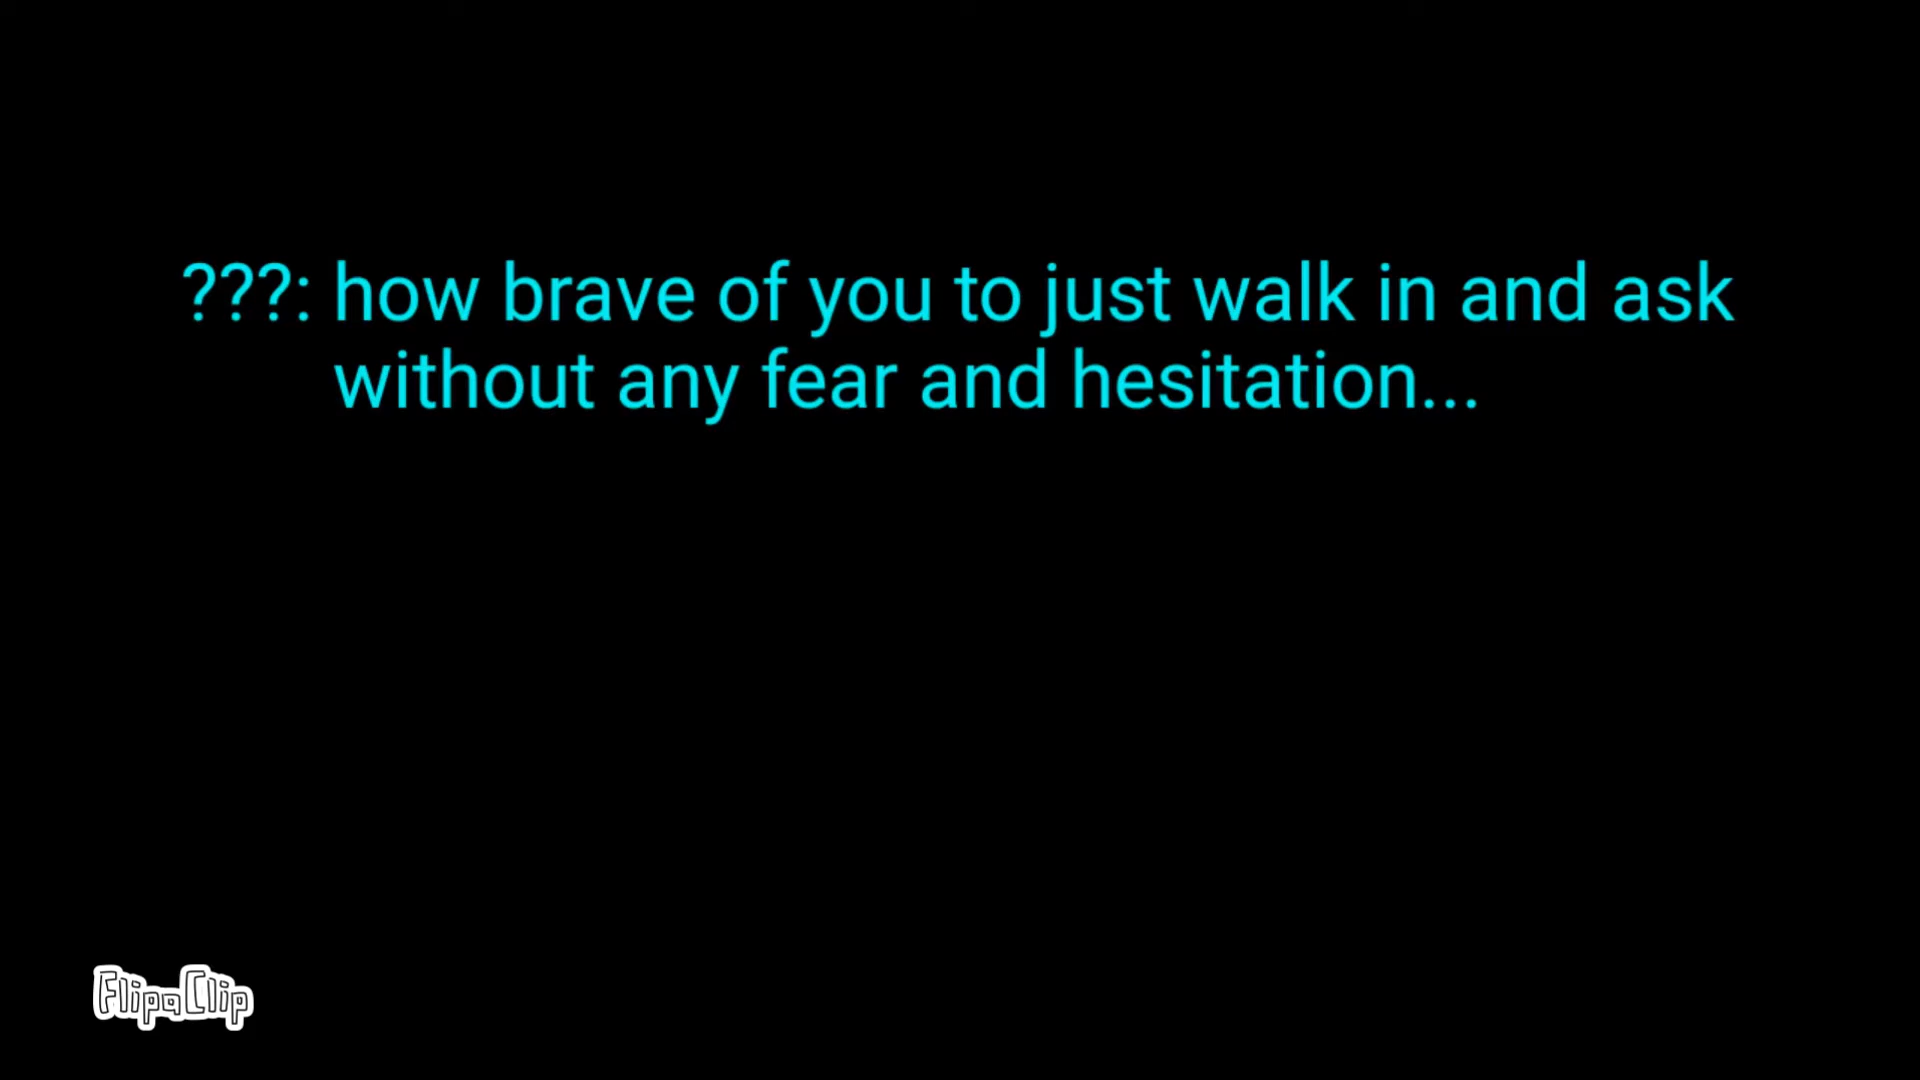 ???: how brave of you to just walk in and ask
without any fear and hesitation...
FlipaClip